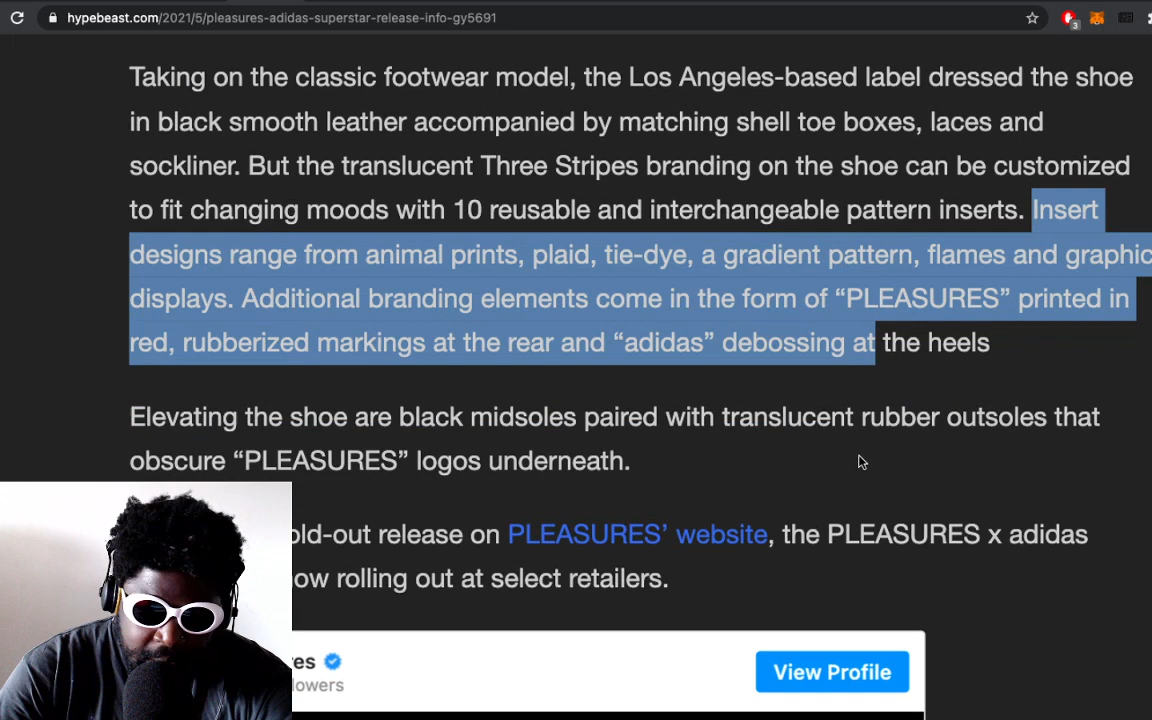 hypebeast.com/2021/5/pleasures-adidas-superstar-release-info-gy5691
3
Taking on the classic footwear model, the Los Angeles-based label dressed the shoe
in black smooth leather accompanied by matching shell toe boxes, laces and
sockliner. But the translucent Three Stripes branding on the shoe can be customized
to fit changing moods with 10 reusable and interchangeable pattern inserts. Insert
designs range from animal prints, plaid, tie-dye, a gradient pattern, flames and graphic
displays. Additional branding elements come in the form of “PLEASURES” printed in
red, rubberized markings at the rear and “adidas” debossing at the heels
Elevating the shoe are black midsoles paired with translucent rubber outsoles that
obscure “PLEASURES” logos underneath.
old-out release on PLEASURES’ website, the PLEASURES x adidas
ow rolling out at select retailers.
res
lowers
View Profile